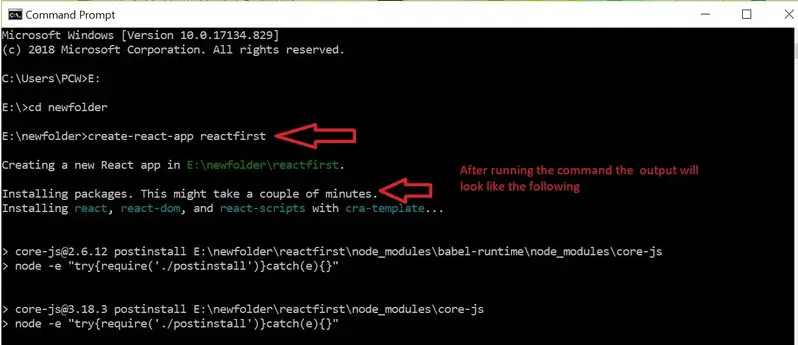 Command Prompt
Microsoft Windows [Version 10.0.17134.829]
(c) 2018 Microsoft Corporation. All rights reserved.
C:\Users\PCW>E:
E:\>cd newfolder
E:\newfolder>create-react-app reactfirst
Creating a new React app in E:\newfolder\reactfirst.
After running the command the output will
look like the following
Installing packages. This might take a couple of minutes.
Installing react, react-dom, and react-scripts with cra-template...
> core-js@2.6.12 postinstall E:\newfolder\reactfirst\node_modules\babel-runtime\node_modules\core-js
> node -e "try{require('./postinstall')}catch(e){}"
> core-js@3.18.3 postinstall E:\newfolder\reactfirst\node_modules\core-js
> node -e "try{require('./postinstall')}catch(e){}"